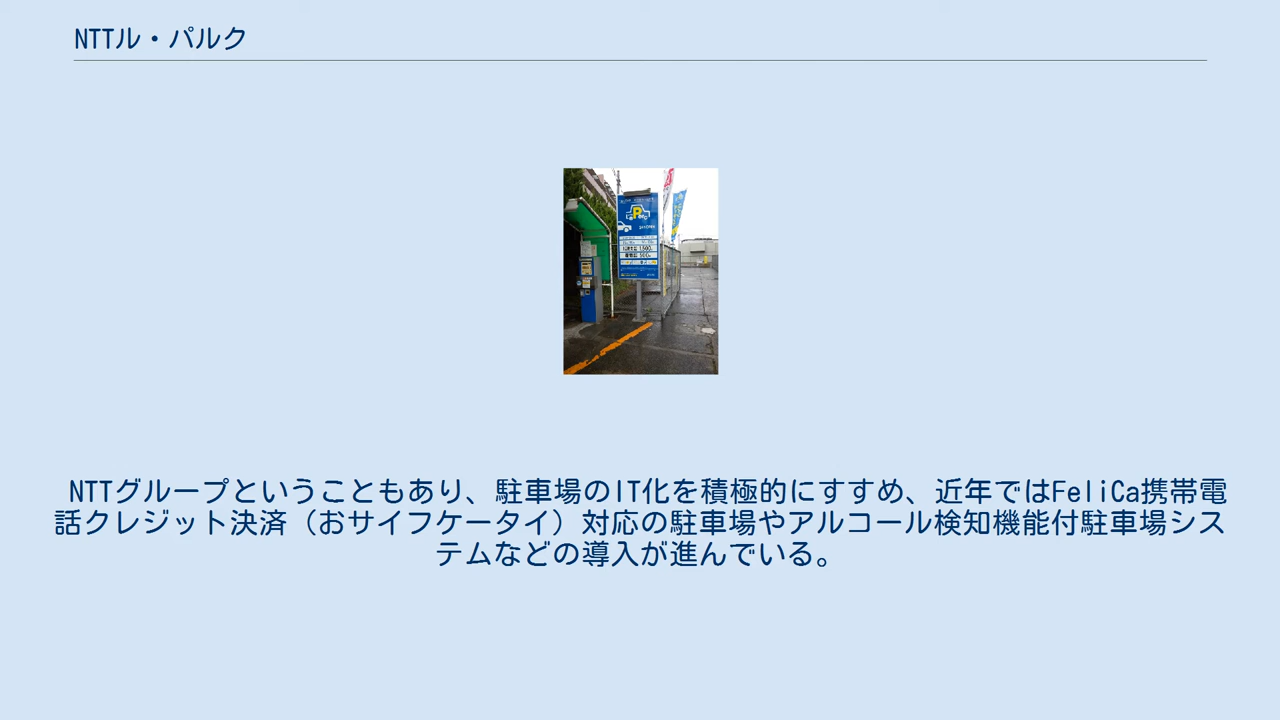 NTTル・パルク
P
NTTグループということもあり、駐車場のIT化を積極的にすすめ、近年ではFeliCa携帯電
話クレジット決済（おサイフケータイ）対応の駐車場やアルコール検知機能付駐車場シス
テムなどの導入が進んでいる。